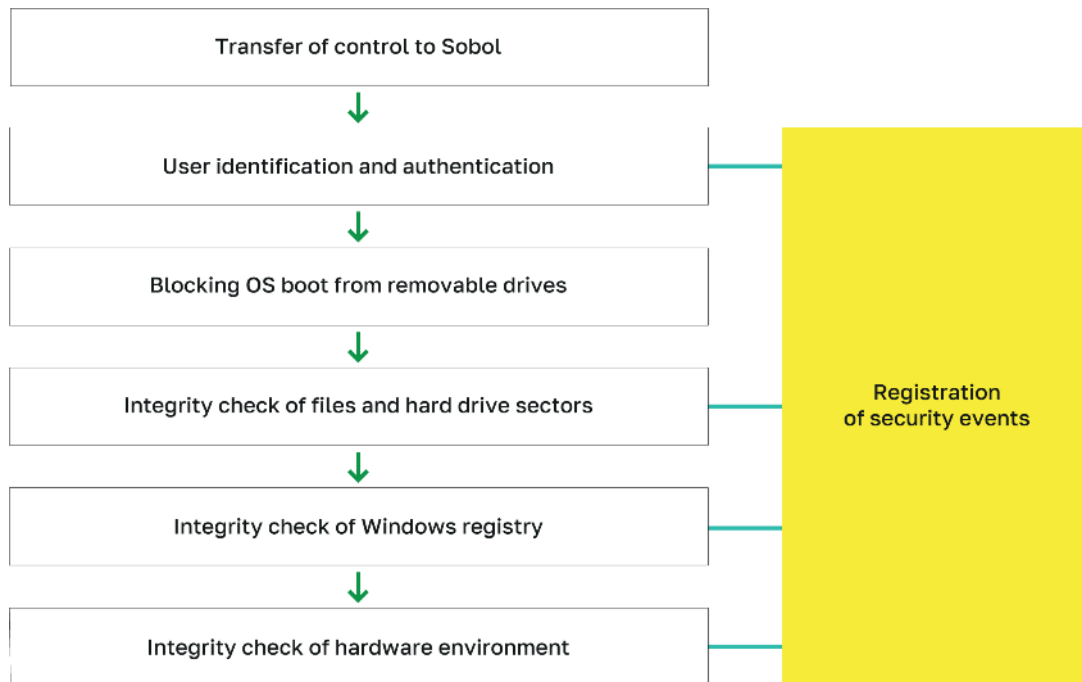 Transfer of control to Sobol
User identification and authentication
Blocking OS boot from removable drives
Integrity check of files and hard drive sectors
Registration
of security events
Integrity check of Windows registry
Integrity check of hardware environment